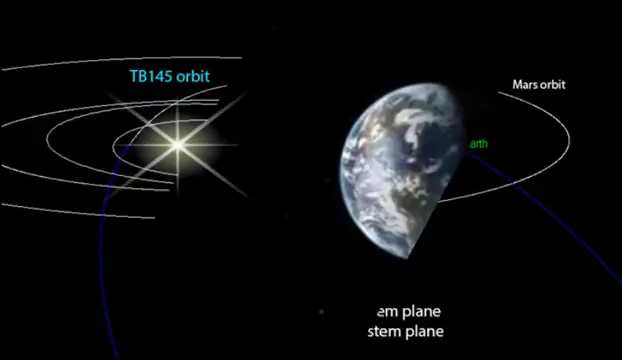 TB145 orbit
Mars orbit
arth
em plane
stem plane